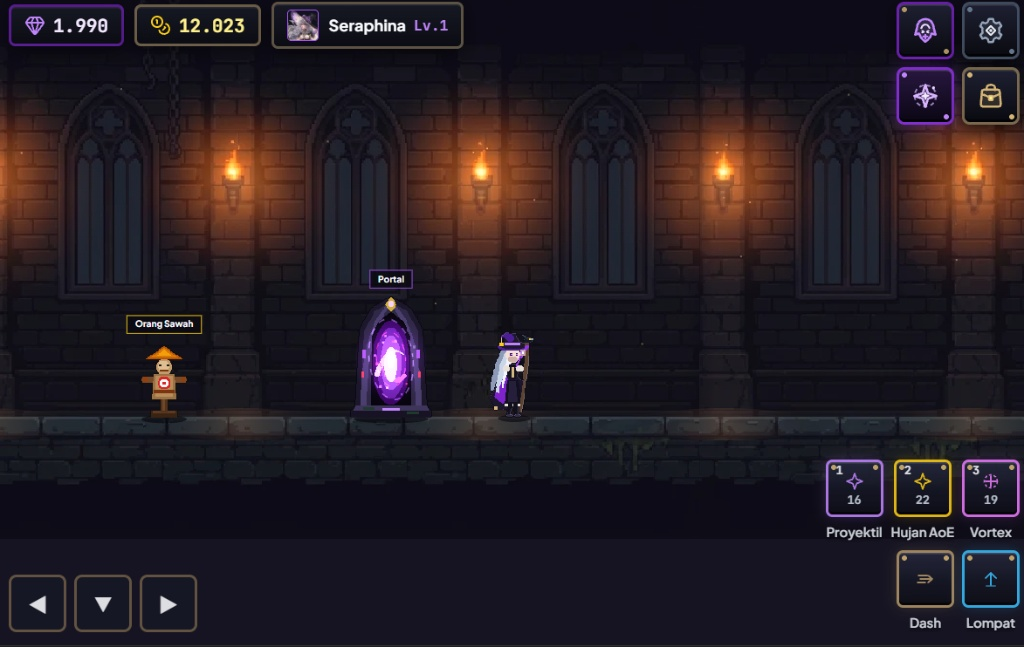 1.990
12.023
Seraphina Lv.1
Portal
Orang Sawah
1
16
2
22
3
19
Proyektil
Hujan AoE
Vortex
Dash
Lompat